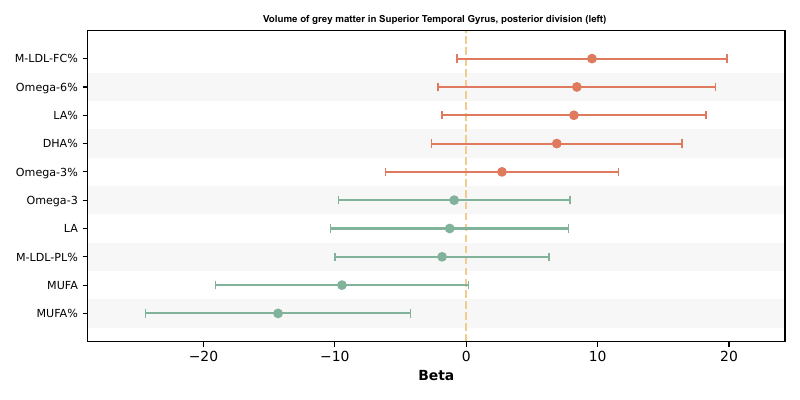 Volume of grey matter in Superior Temporal Gyrus, posterior division (left)
M-LDL-FC%
Omega-6%
LA%
DHA%
Omega-3%
Omega-3
LA
M-LDL-PL%
MUFA
MUFA%
−20 −10 0 10 20
Beta